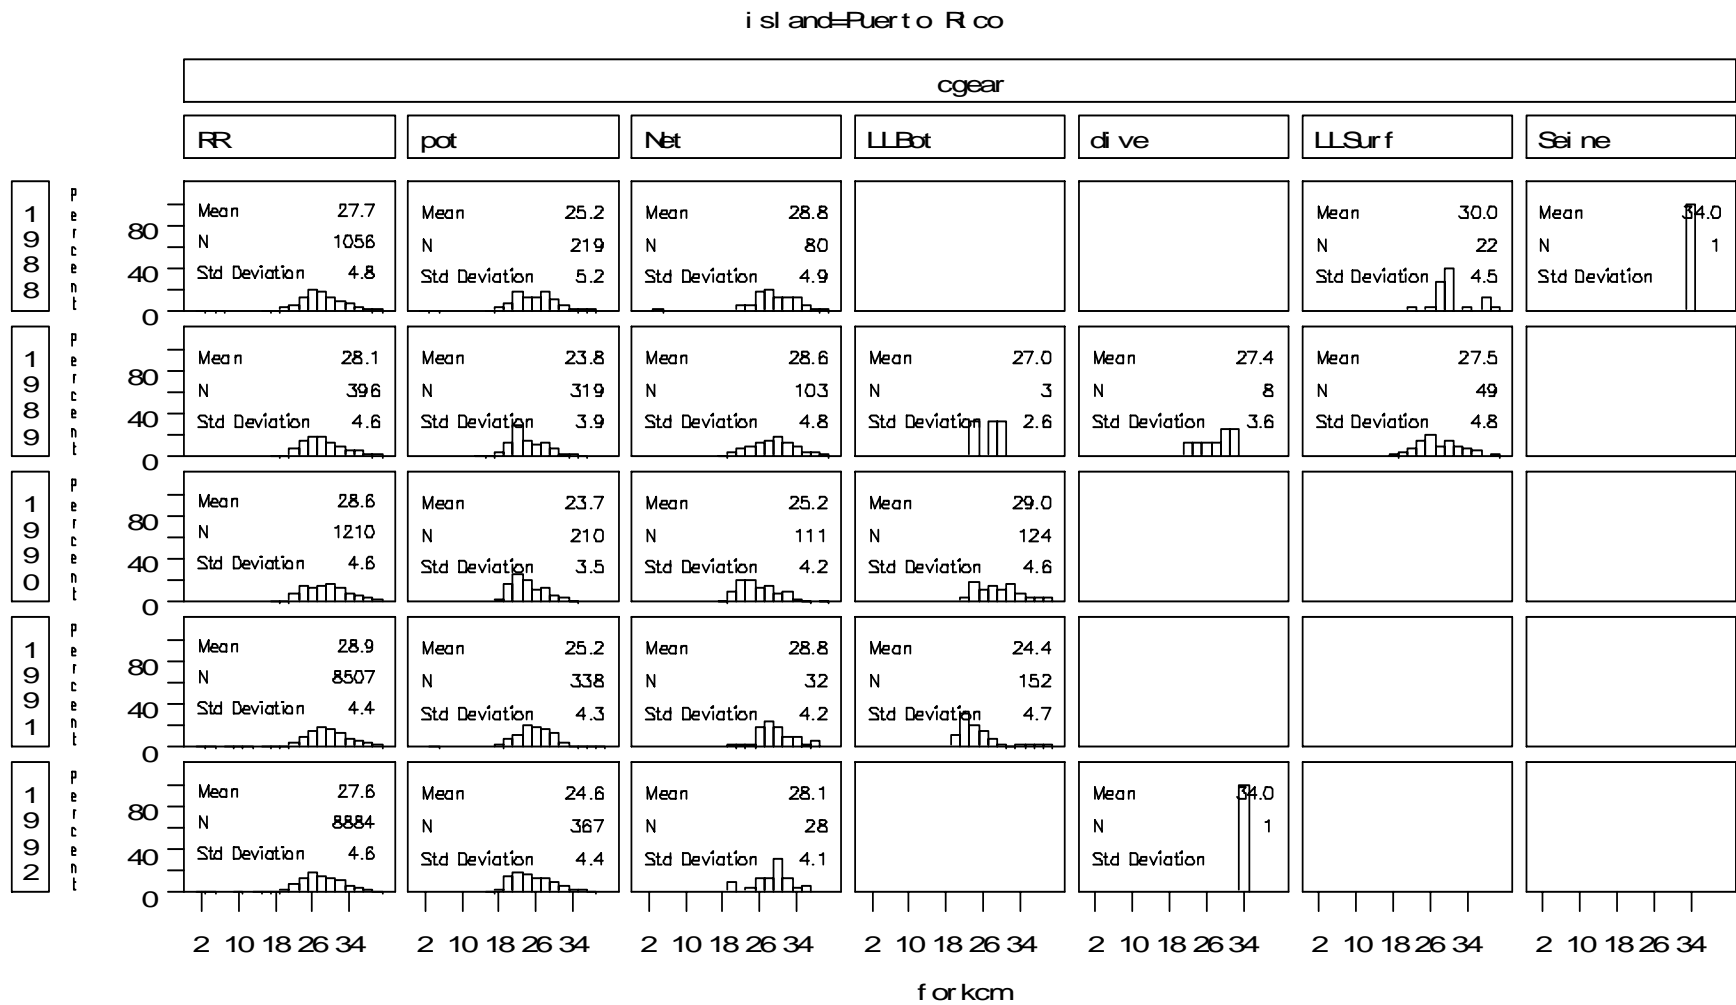 island=Puerto Rico
cgear
RR pot Net LLBot dive LLSurf Seine
1988
Percent
80
40
0
Mean 27.7
N 1056
Std Deviation 4.8
Mean 25.2
N 219
Std Deviation 5.2
Mean 28.8
N 80
Std Deviation 4.9
Mean 30.0
N 22
Std Deviation 4.5
Mean 34.0
N 1
Std Deviation
1989
Percent
80
40
0
Mean 28.1
N 396
Std Deviation 4.6
Mean 23.8
N 319
Std Deviation 3.9
Mean 28.6
N 103
Std Deviation 4.8
Mean 27.0
N 3
Std Deviation 2.6
Mean 27.4
N 8
Std Deviation 3.6
Mean 27.5
N 49
Std Deviation 4.8
1990
Percent
80
40
0
Mean 28.6
N 1210
Std Deviation 4.6
Mean 23.7
N 210
Std Deviation 3.5
Mean 25.2
N 111
Std Deviation 4.2
Mean 29.0
N 124
Std Deviation 4.6
1991
Percent
80
40
0
Mean 28.9
N 8507
Std Deviation 4.4
Mean 25.2
N 338
Std Deviation 4.3
Mean 28.8
N 32
Std Deviation 4.2
Mean 24.4
N 152
Std Deviation 4.7
1992
Percent
80
40
0
Mean 27.6
N 8884
Std Deviation 4.6
Mean 24.6
N 367
Std Deviation 4.4
Mean 28.1
N 28
Std Deviation 4.1
Mean 34.0
N 1
Std Deviation
2 10 18 26 34 2 10 18 26 34 2 10 18 26 34 2 10 18 26 34 2 10 18 26 34 2 10 18 26 34 2 10 18 26 34
forkcm